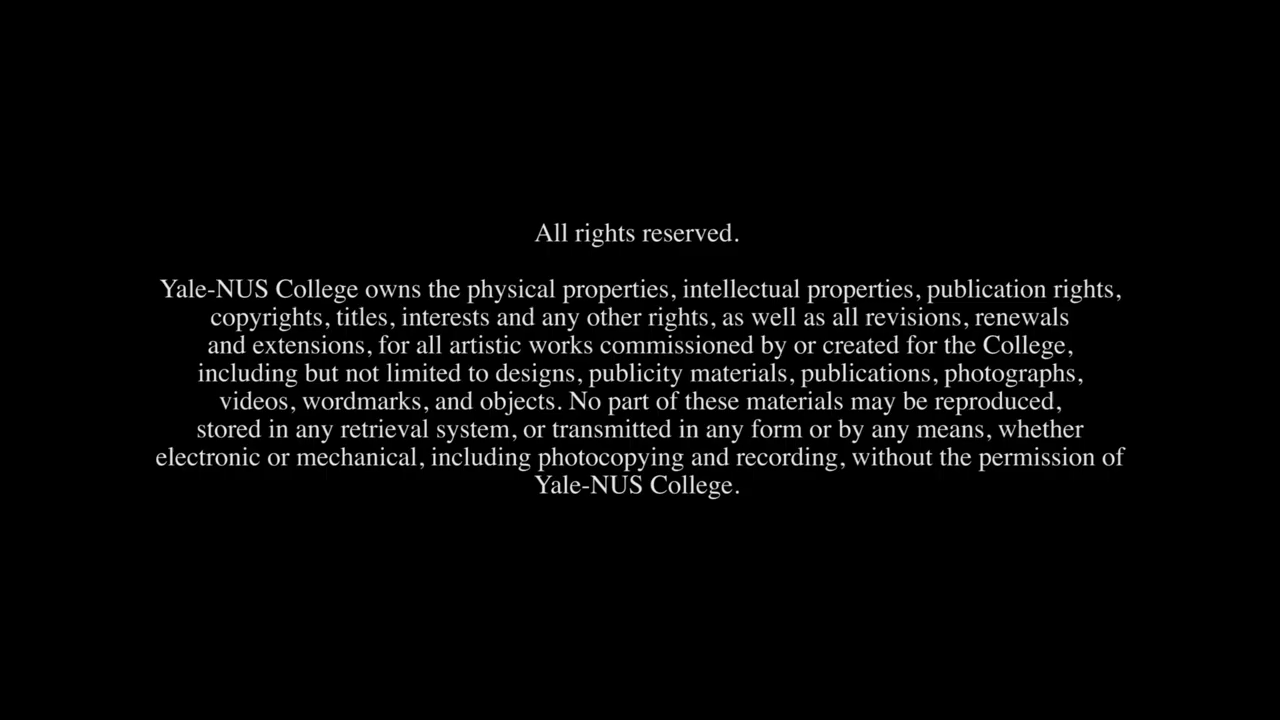 All rights reserved.
Yale-NUS College owns the physical properties, intellectual properties, publication rights,
copyrights, titles, interests and any other rights, as well as all revisions, renewals
and extensions, for all artistic works commissioned by or created for the College,
including but not limited to designs, publicity materials, publications, photographs,
videos, wordmarks, and objects. No part of these materials may be reproduced,
stored in any retrieval system, or transmitted in any form or by any means, whether
electronic or mechanical, including photocopying and recording, without the permission of
Yale-NUS College.